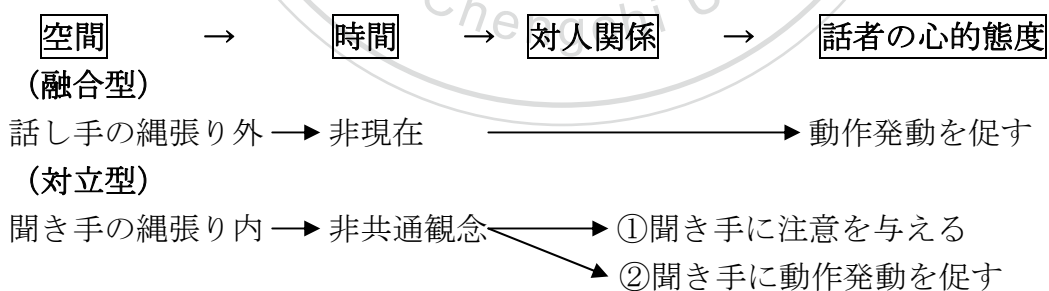 空間 → 時間 → 対人関係 → 話者の心的態度
(融合型)
話し手の縄張り外 → 非現在 → 動作発動を促す
(対立型)
聞き手の縄張り内 → 非共通観念 → ①聞き手に注意を与える
②聞き手に動作発動を促す
Chengchi U